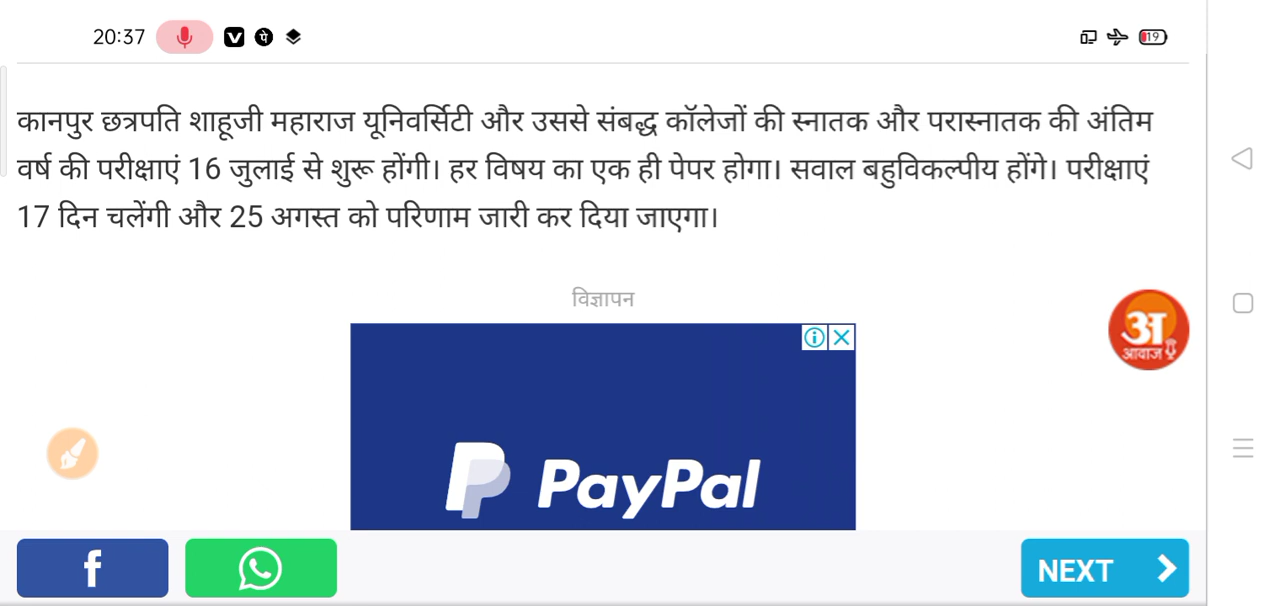 20:37
19
कानपुर छत्रपति शाहूजी महाराज यूनिवर्सिटी और उससे संबद्ध कॉलेजों की स्नातक और परास्नातक की अंतिम
वर्ष की परीक्षाएं 16 जुलाई से शुरू होंगी। हर विषय का एक ही पेपर होगा। सवाल बहुविकल्पीय होंगे। परीक्षाएं
17 दिन चलेंगी और 25 अगस्त को परिणाम जारी कर दिया जाएगा।
विज्ञापन
अ
आवाज
PayPal
NEXT